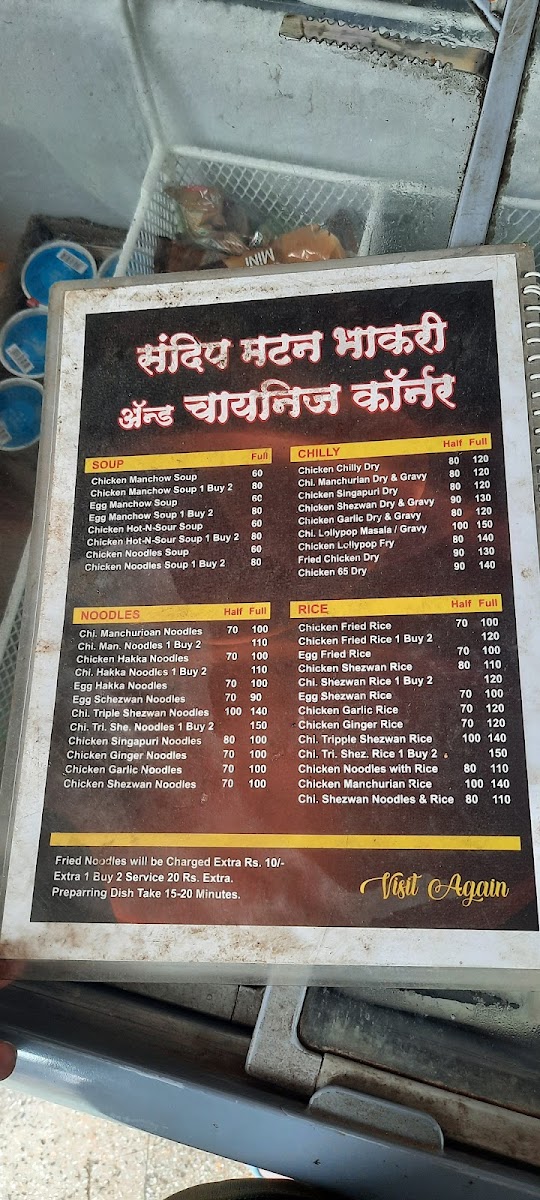 MINI
संदिप मटन भाकरी
ॲन्ड चायनिज कॉर्नर
SOUP Full
Chicken Manchow Soup 60
Chicken Manchow Soup 1 Buy 2 80
Egg Manchow Soup 60
Egg Manchow Soup 1 Buy 2 80
Chicken Hot-N-Sour Soup 60
Chicken Hot-N-Sour Soup 1 Buy 2 80
Chicken Noodles Soup 60
Chicken Noodles Soup 1 Buy 2 80
CHILLY Half Full
Chicken Chilly Dry 80 120
Chi. Manchurian Dry & Gravy 80 120
Chicken Singapuri Dry 80 120
Chicken Shezwan Dry & Gravy 90 130
Chicken Garlic Dry & Gravy 80 120
Chi. Lollypop Masala / Gravy 100 150
Chicken Lollypop Fry 80 140
Fried Chicken Dry 90 130
Chicken 65 Dry 90 140
NOODLES Half Full
Chi. Manchurioan Noodles 70 100
Chi. Man. Noodles 1 Buy 2 110
Chicken Hakka Noodles 70 100
Chi. Hakka Noodles 1 Buy 2 110
Egg Hakka Noodles 70 100
Egg Schezwan Noodles 70 90
Chi. Triple Shezwan Noodles 100 140
Chi. Tri. She. Noodles 1 Buy 2 150
Chicken Singapuri Noodles 80 100
Chicken Ginger Noodles 70 100
Chicken Garlic Noodles 70 100
Chicken Shezwan Noodles 70 100
RICE Half Full
Chicken Fried Rice 70 100
Chicken Fried Rice 1 Buy 2 120
Egg Fried Rice 70 100
Chicken Shezwan Rice 80 110
Chi. Shezwan Rice 1 Buy 2 120
Egg Shezwan Rice 70 100
Chicken Garlic Rice 70 120
Chicken Ginger Rice 70 120
Chi. Tripple Shezwan Rice 100 140
Chi. Tri. Shez. Rice 1 Buy 2 150
Chicken Noodles with Rice 80 110
Chicken Manchurian Rice 100 140
Chi. Shezwan Noodles & Rice 80 110
Fried Noodles will be Charged Extra Rs. 10/-
Extra 1 Buy 2 Service 20 Rs. Extra.
Preparring Dish Take 15-20 Minutes.
Visit Again